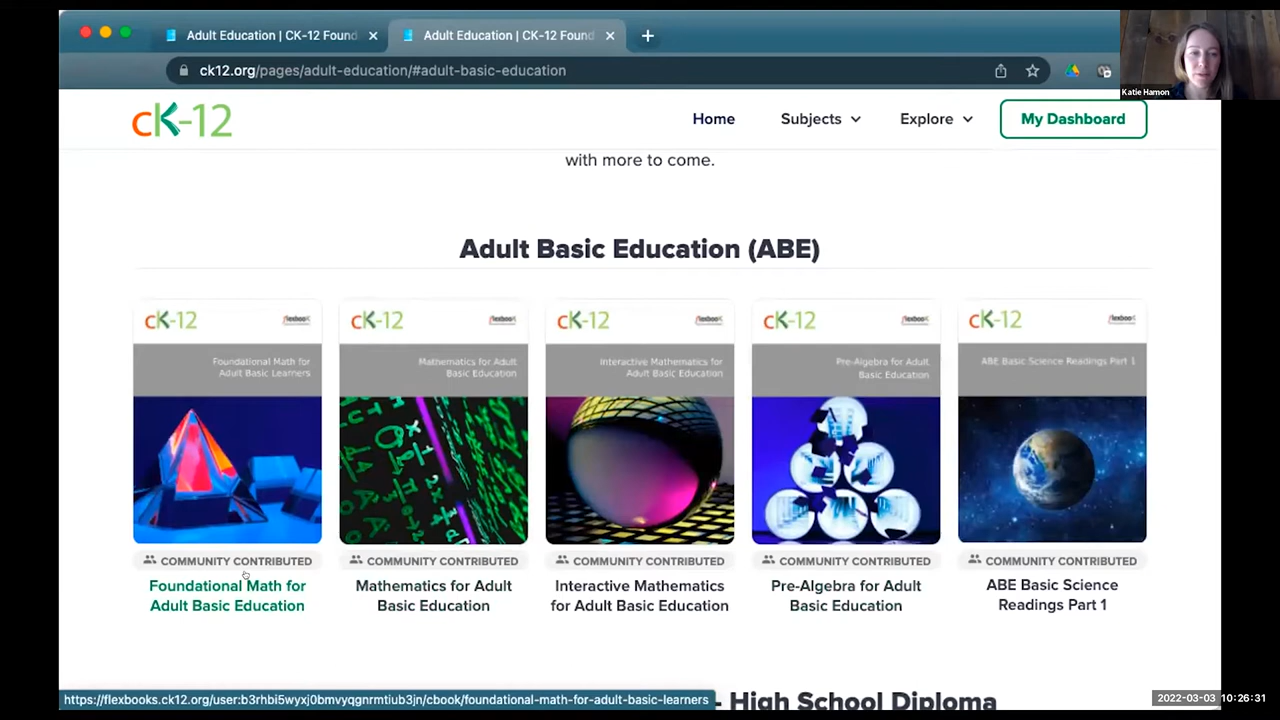 Adult Education | CK-12 Found
Adult Education | CK-12 Found
ck12.org/pages/adult-education/#adult-basic-education
Katie Hamon
cK-12
Home
Subjects
Explore
My Dashboard
with more to come.
Adult Basic Education (ABE)
cK-12
flexbook
Foundational Math for
Adult Basic Learners
cK-12
flexbook
Mathematics for Adult
Basic Education
cK-12
flexbook
Interactive Mathematics for
Adult Basic Education
cK-12
flexbook
Pre-Algebra for Adult
Basic Education
cK-12
flexbook
ABE Basic Science Readings Part 1
COMMUNITY CONTRIBUTED
Foundational Math for
Adult Basic Education
COMMUNITY CONTRIBUTED
Mathematics for Adult
Basic Education
COMMUNITY CONTRIBUTED
Interactive Mathematics
for Adult Basic Education
COMMUNITY CONTRIBUTED
Pre-Algebra for Adult
Basic Education
COMMUNITY CONTRIBUTED
ABE Basic Science
Readings Part 1
https://flexbooks.ck12.org/user:b3rhbi5wyxj0bmvyqgnrmtiub3jn/cbook/foundational-math-for-adult-basic-learners
- High School Diploma
2022-03-03 10:26:31